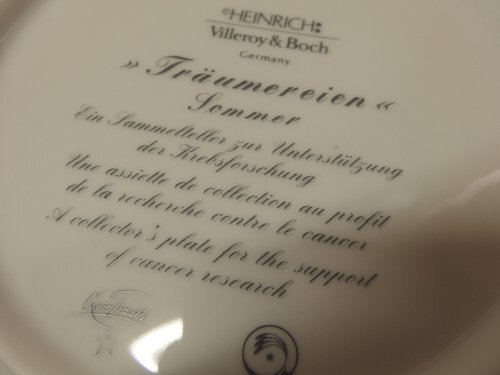 ©HEINRICH
Villeroy & Boch
Germany
» Träumereien «
Sommer
Ein Sammelteller zur Unterstützung
der Krebsforschung
Une assiette de collection au profit
de la recherche contre le cancer
A collector's plate for the support
of cancer research